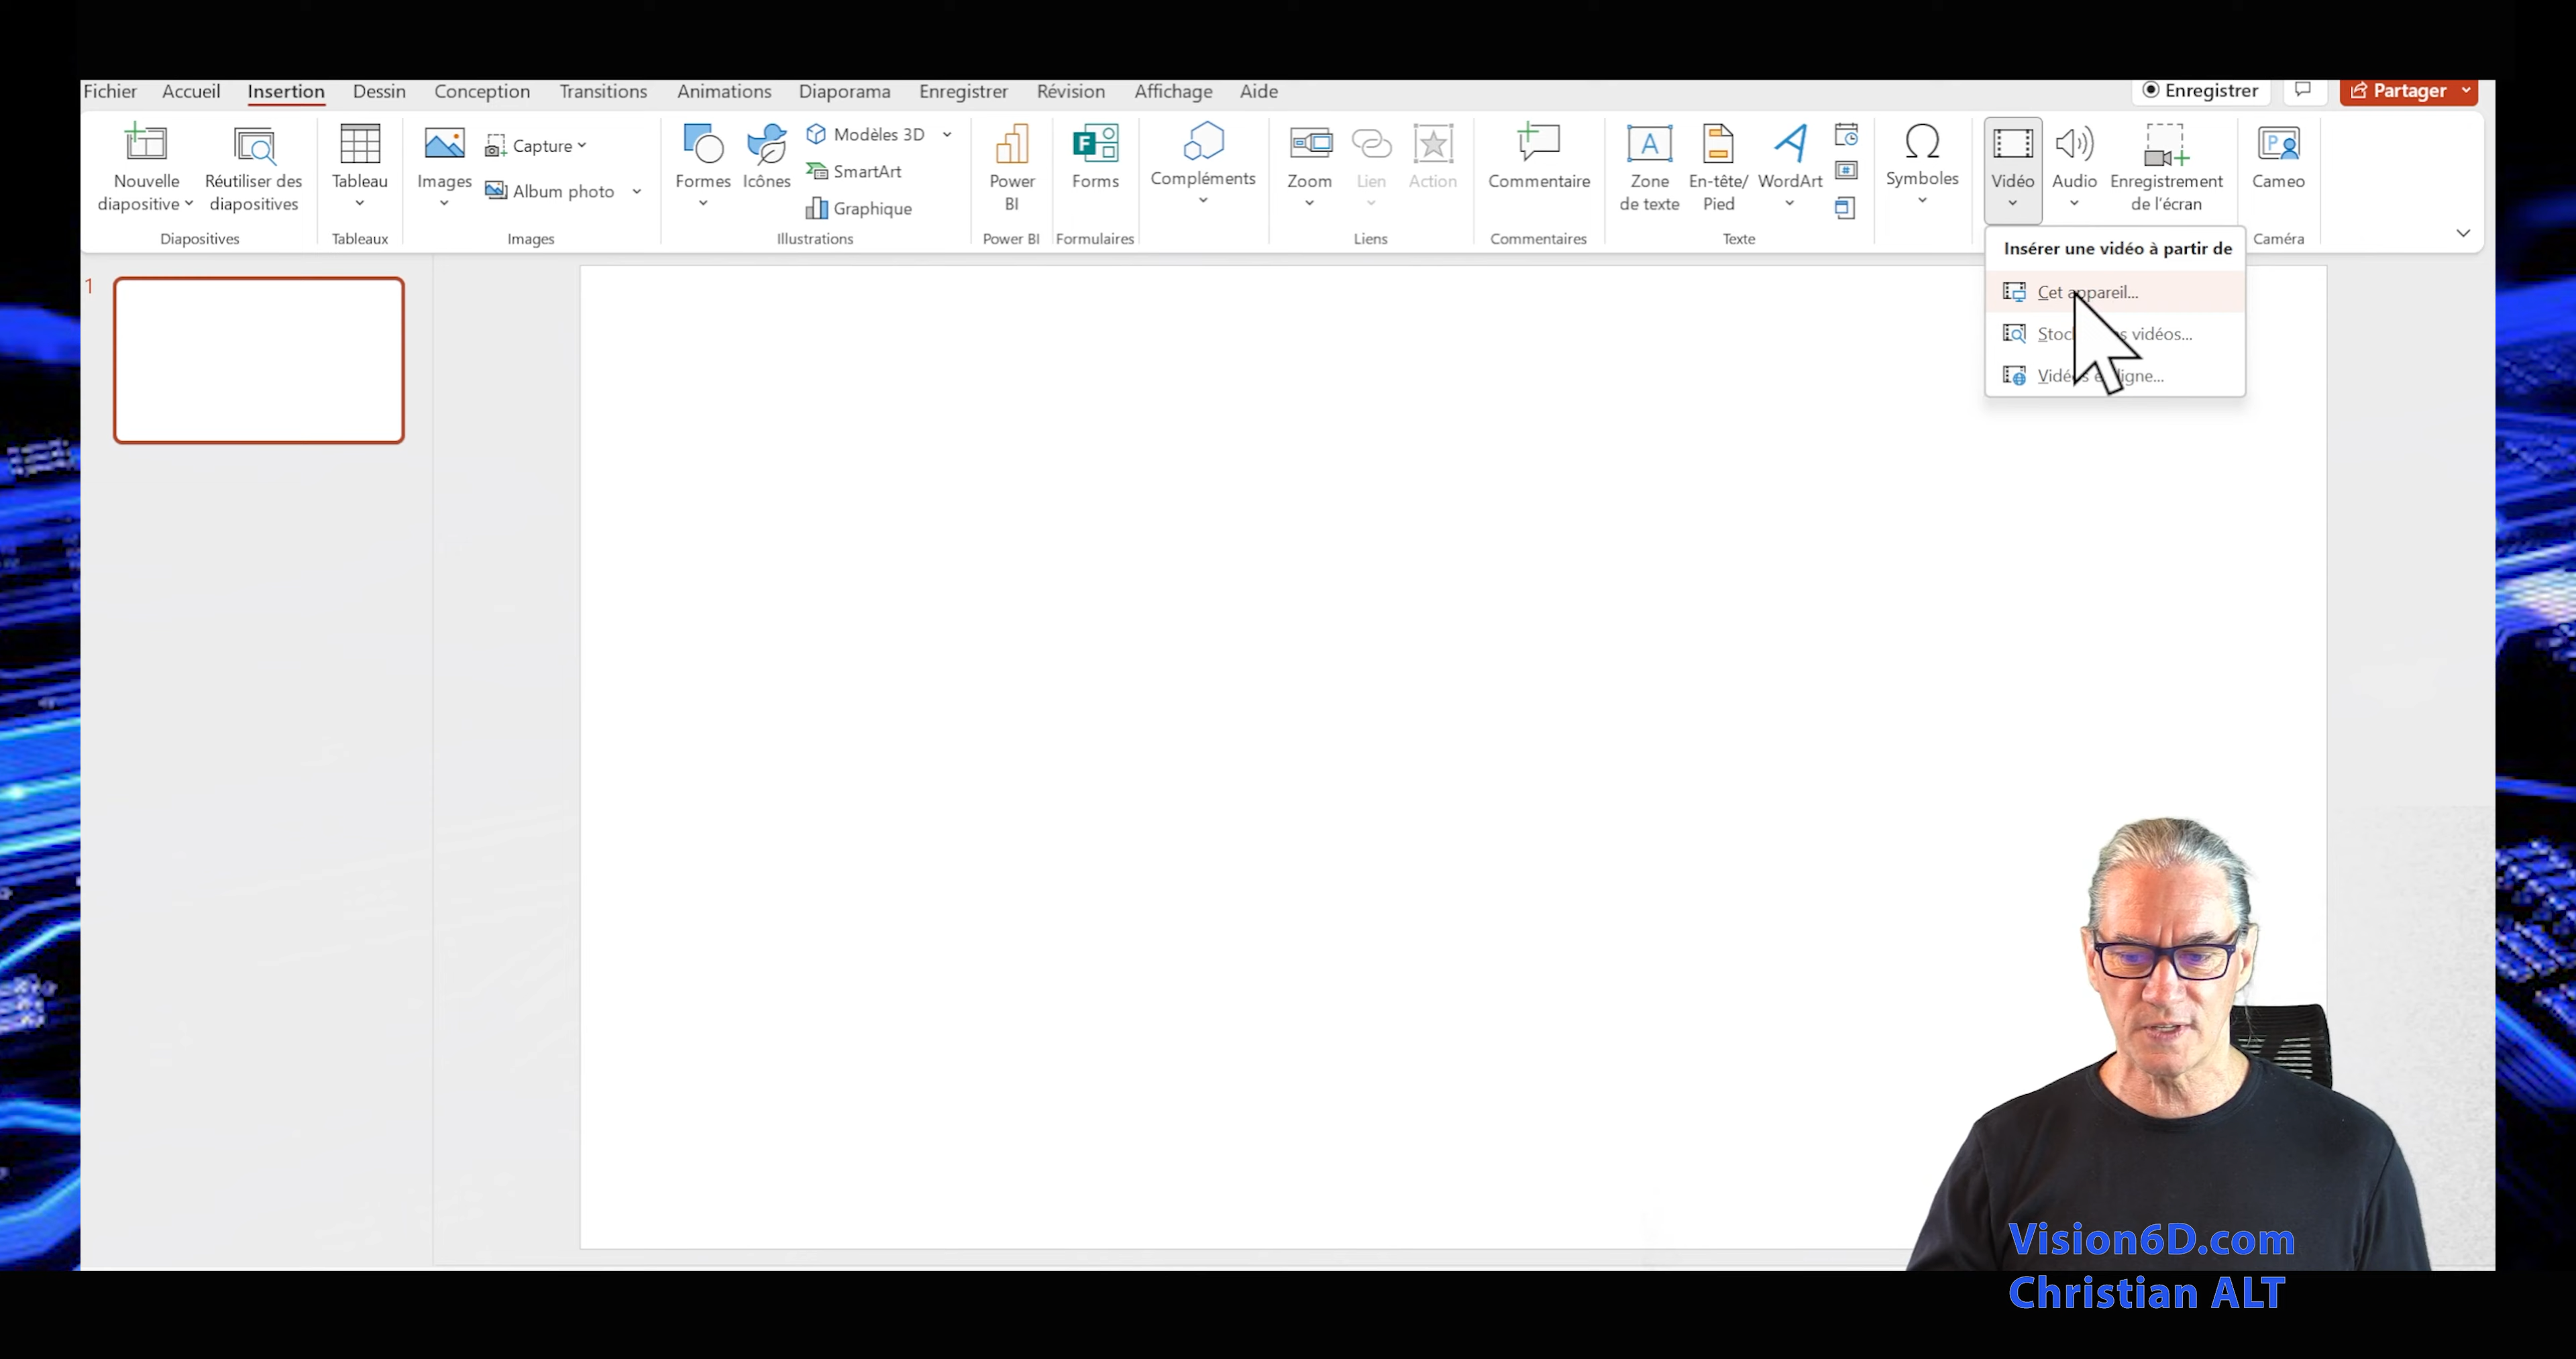 Fichier Accueil Insertion Dessin Conception Transitions Animations Diaporama Enregistrer Révision Affichage Aide Enregistrer Partager
Nouvelle diapositive
Réutiliser des diapositives
Diapositives
Tableau
Tableaux
Images
Capture
Album photo
Images
Formes
Icônes
Modèles 3D
SmartArt
Graphique
Illustrations
Power BI
Power BI
Forms
Formulaires
Compléments
Zoom
Lien
Action
Liens
Commentaire
Commentaires
Zone de texte
En-tête/ Pied
WordArt
Texte
Symboles
Vidéo
Audio
Enregistrement de l'écran
Cameo
Caméra
Insérer une vidéo à partir de
Cet appareil...
vidéos...
1
Vision6D.com
Christian ALT